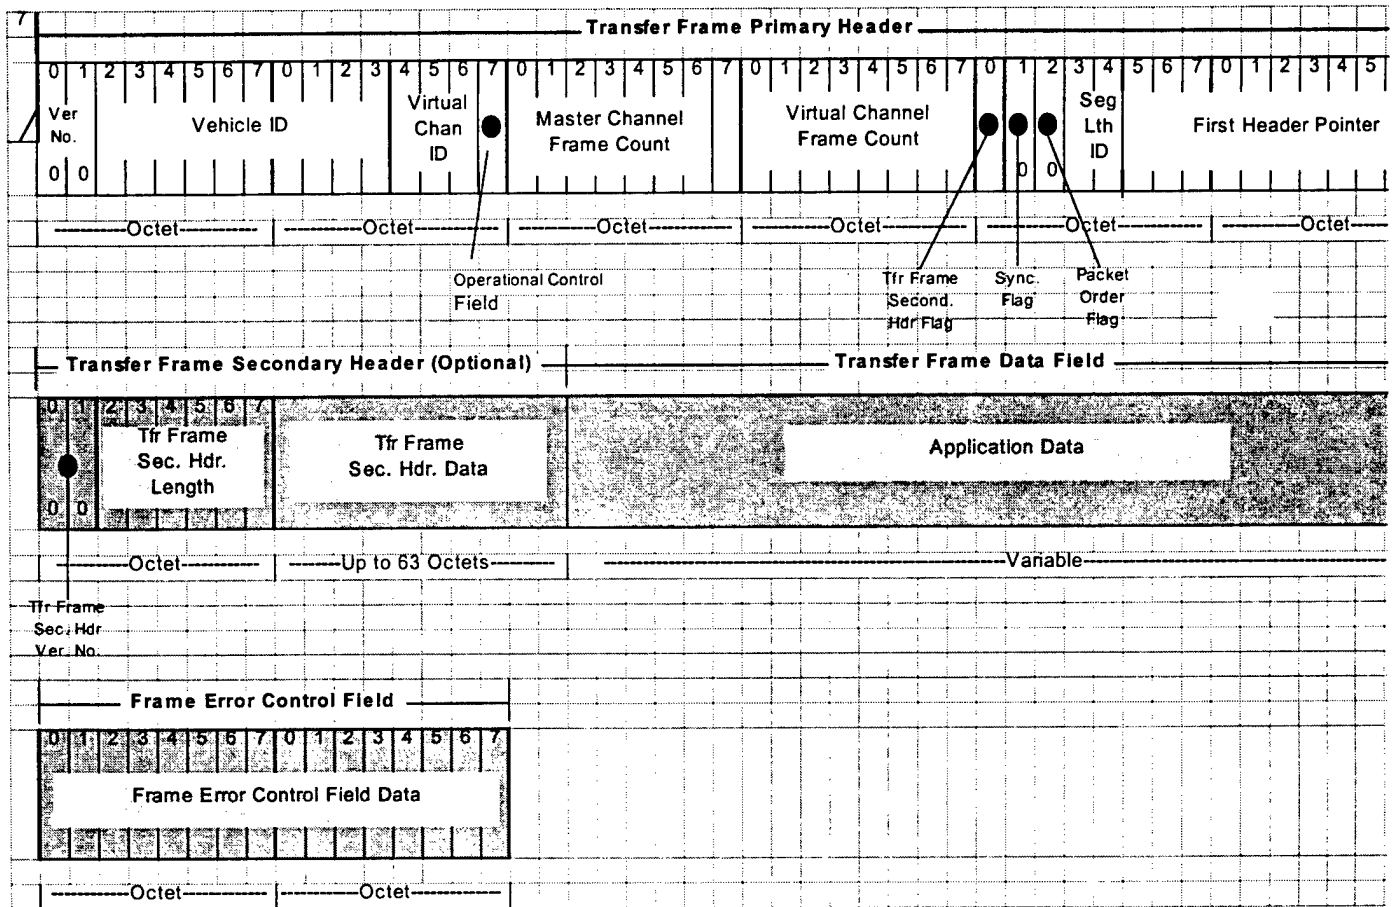 7
Transfer Frame Primary Header
0 1 2 3 4 5 6 7 0 1 2 3 4 5 6 7 0 1 2 3 4 5 6 7 0 1 2 3 4 5 6 7 0 1 2 3 4 5 6 7 0 1 2 3 4 5
Ver
No.
0 0
Vehicle ID
Virtual
Chan
ID
Master Channel
Frame Count
Virtual Channel
Frame Count
0 0
Seg
Lth
ID
First Header Pointer
Octet Octet Octet Octet Octet Octet
Operational Control
Field
Tfr Frame
Second.
Hdr Flag
Sync.
Flag
Packet
Order
Flag
Transfer Frame Secondary Header (Optional) Transfer Frame Data Field
0 1 2 3 4 5 6 7
0 0
Tfr Frame
Sec. Hdr.
Length
Tfr Frame
Sec. Hdr. Data
Application Data
Octet Up to 63 Octets Variable
Tfr Frame
Sec. Hdr
Ver. No.
Frame Error Control Field
0 1 2 3 4 5 6 7 0 1 2 3 4 5 6 7
Frame Error Control Field Data
Octet Octet